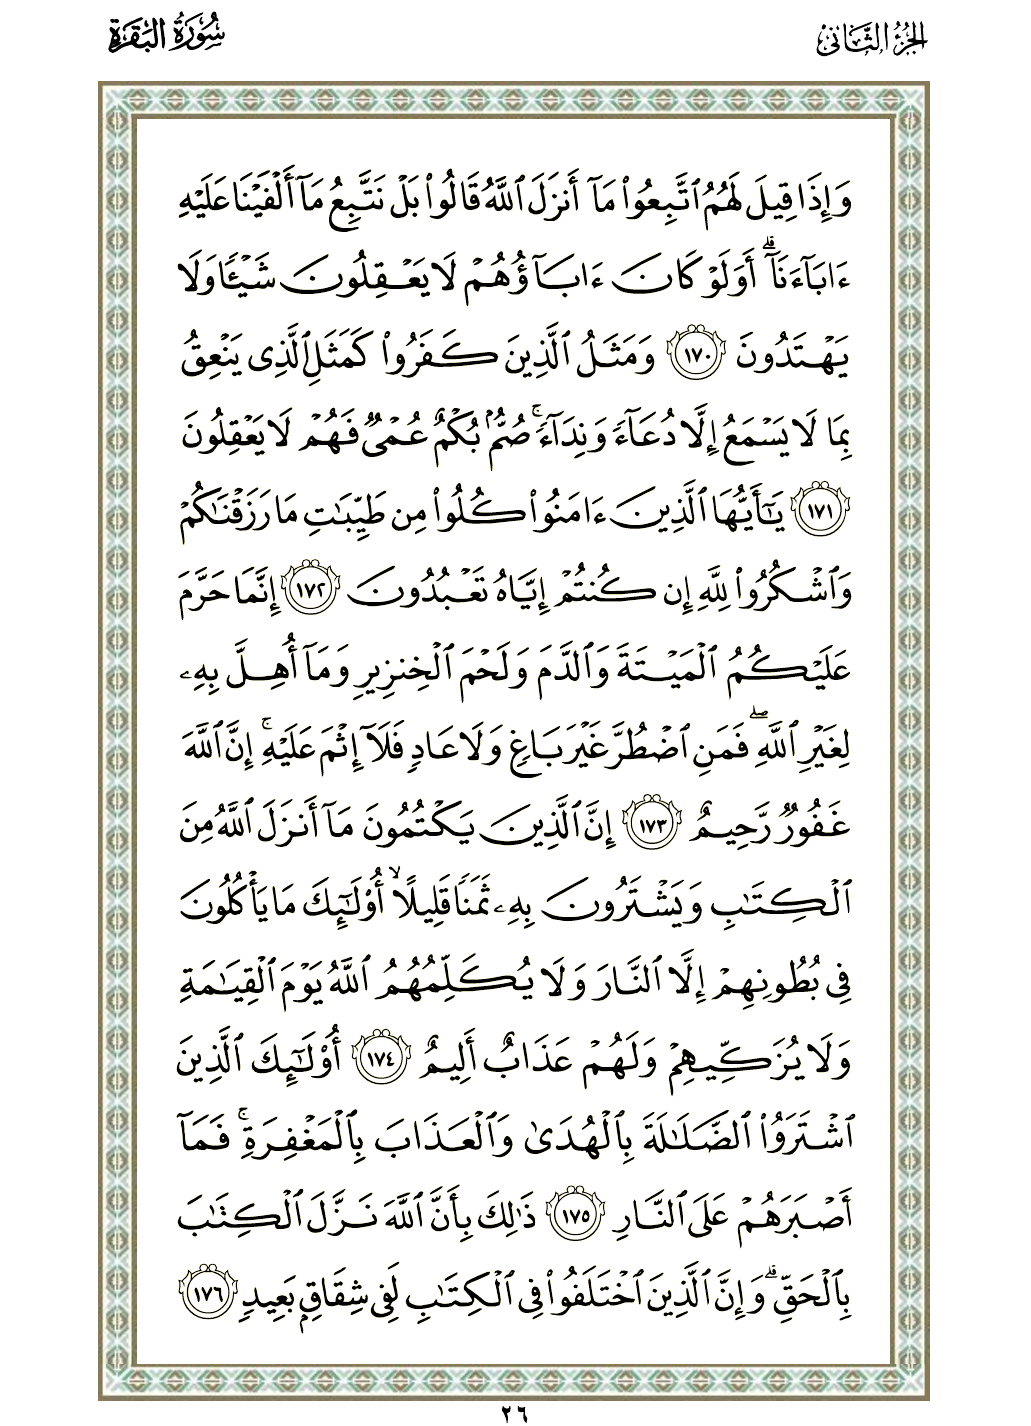 الجزء الثاني
سورة البقرة
وَإِذَا قِيلَ لَهُمُ ٱتَّبِعُوا۟ مَآ أَنزَلَ ٱللَّهُ قَالُوا۟ بَلْ نَتَّبِعُ مَآ أَلْفَيْنَا عَلَيْهِ
ءَابَآءَنَآ ۗ أَوَلَوْ كَانَ ءَابَآؤُهُمْ لَا يَعْقِلُونَ شَيْـًٔا وَلَا
يَهْتَدُونَ ١٧٠ وَمَثَلُ ٱلَّذِينَ كَفَرُوا۟ كَمَثَلِ ٱلَّذِى يَنْعِقُ
بِمَا لَا يَسْمَعُ إِلَّا دُعَآءً وَنِدَآءً ۚ صُمٌّۢ بُكْمٌ عُمْىٌ فَهُمْ لَا يَعْقِلُونَ
١٧١ يَـٰٓأَيُّهَا ٱلَّذِينَ ءَامَنُوا۟ كُلُوا۟ مِن طَيِّبَـٰتِ مَا رَزَقْنَـٰكُمْ
وَٱشْكُرُوا۟ لِلَّهِ إِن كُنتُمْ إِيَّاهُ تَعْبُدُونَ ١٧٢ إِنَّمَا حَرَّمَ
عَلَيْكُمُ ٱلْمَيْتَةَ وَٱلدَّمَ وَلَحْمَ ٱلْخِنزِيرِ وَمَآ أُهِلَّ بِهِۦ
لِغَيْرِ ٱللَّهِ ۖ فَمَنِ ٱضْطُرَّ غَيْرَ بَاغٍ وَلَا عَادٍ فَلَآ إِثْمَ عَلَيْهِ ۚ إِنَّ ٱللَّهَ
غَفُورٌ رَّحِيمٌ ١٧٣ إِنَّ ٱلَّذِينَ يَكْتُمُونَ مَآ أَنزَلَ ٱللَّهُ مِنَ
ٱلْكِتَـٰبِ وَيَشْتَرُونَ بِهِۦ ثَمَنًا قَلِيلًا ۙ أُو۟لَـٰٓئِكَ مَا يَأْكُلُونَ
فِى بُطُونِهِمْ إِلَّا ٱلنَّارَ وَلَا يُكَلِّمُهُمُ ٱللَّهُ يَوْمَ ٱلْقِيَـٰمَةِ
وَلَا يُزَكِّيهِمْ وَلَهُمْ عَذَابٌ أَلِيمٌ ١٧٤ أُو۟لَـٰٓئِكَ ٱلَّذِينَ
ٱشْتَرَوُا۟ ٱلضَّلَـٰلَةَ بِٱلْهُدَىٰ وَٱلْعَذَابَ بِٱلْمَغْفِرَةِ ۚ فَمَآ
أَصْبَرَهُمْ عَلَى ٱلنَّارِ ١٧٥ ذَٰلِكَ بِأَنَّ ٱللَّهَ نَزَّلَ ٱلْكِتَـٰبَ
بِٱلْحَقِّ ۗ وَإِنَّ ٱلَّذِينَ ٱخْتَلَفُوا۟ فِى ٱلْكِتَـٰبِ لَفِى شِقَاقٍۭ بَعِيدٍ ١٧٦
٢٦